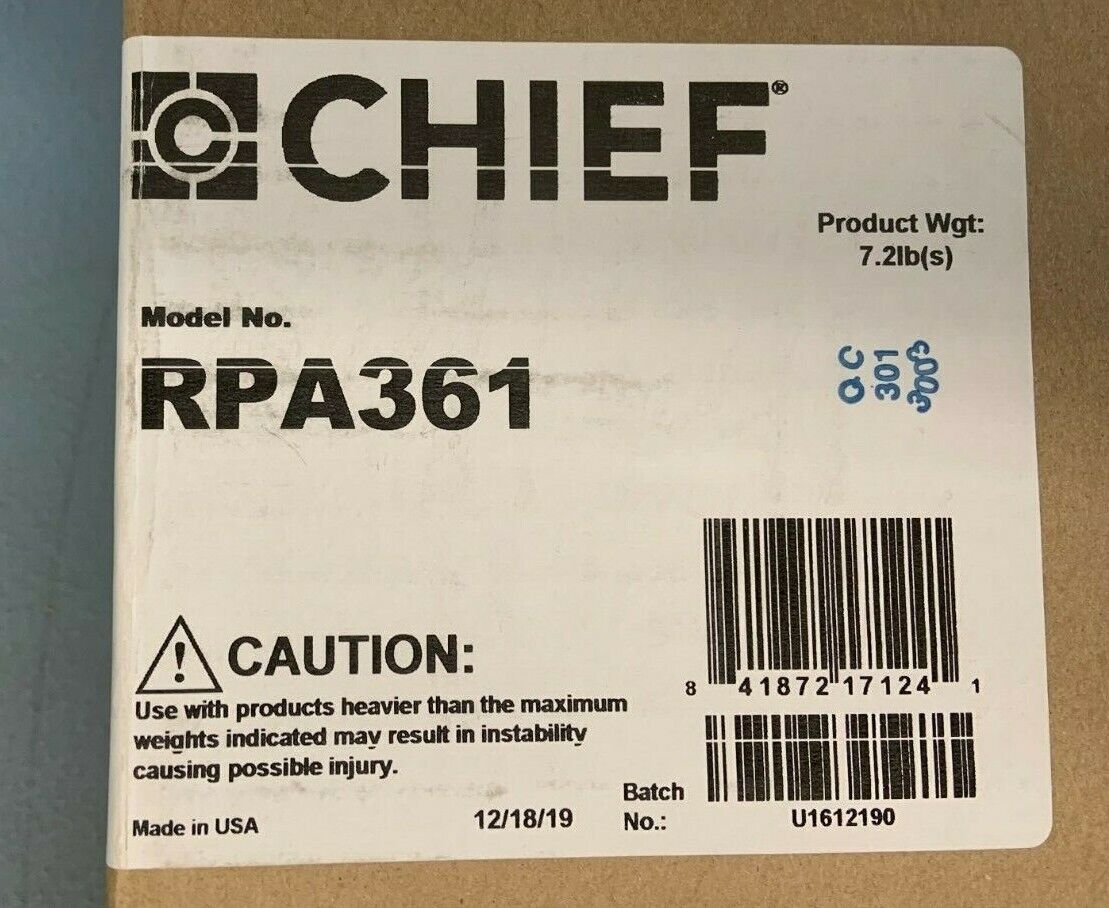 CHIEF®
Product Wgt:
7.2lb(s)
Model No.
RPA361
QC
301
CAUTION:
Use with products heavier than the maximum
weights indicated may result in instability
causing possible injury.
8 41872 17124 1
Made in USA
12/18/19
Batch
No.:
U1612190